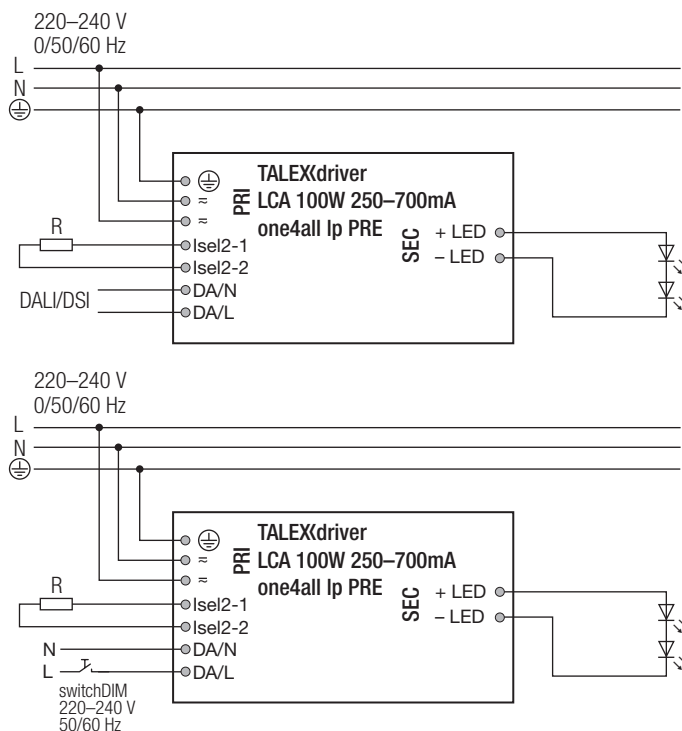 220–240 V
0/50/60 Hz
L
N
TALEXXdriver
PRI
≂ LCA 100W 250–700mA
≂ one4all lp PRE
R
Isel2-1
Isel2-2
SEC
+ LED
– LED
DALI/DSI
DA/N
DA/L
220–240 V
0/50/60 Hz
L
N
TALEXXdriver
PRI
≂ LCA 100W 250–700mA
≂ one4all lp PRE
R
Isel2-1
Isel2-2
SEC
+ LED
– LED
N
DA/N
L
DA/L
switchDIM
220–240 V
50/60 Hz